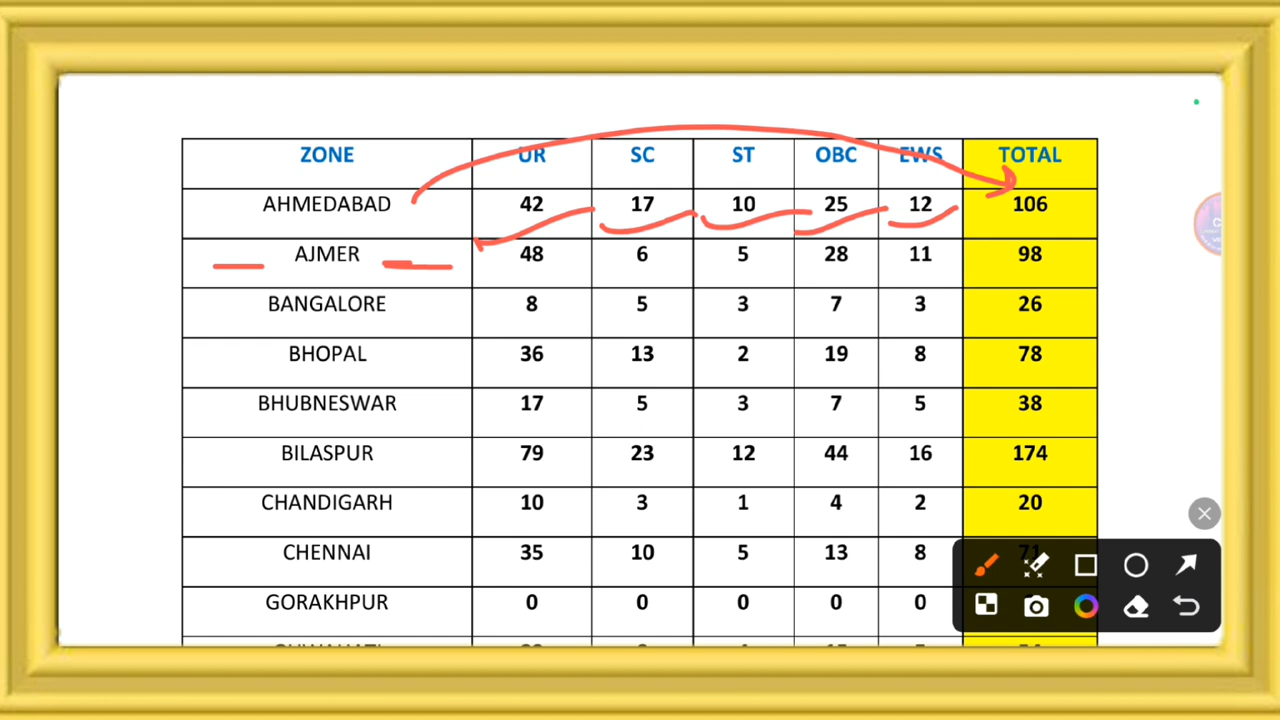 ZONE UR SC ST OBC EWS TOTAL
AHMEDABAD 42 17 10 25 12 106
AJMER 48 6 5 28 11 98
BANGALORE 8 5 3 7 3 26
BHOPAL 36 13 2 19 8 78
BHUBNESWAR 17 5 3 7 5 38
BILASPUR 79 23 12 44 16 174
CHANDIGARH 10 3 1 4 2 20
CHENNAI 35 10 5 13 8 71
GORAKHPUR 0 0 0 0 0